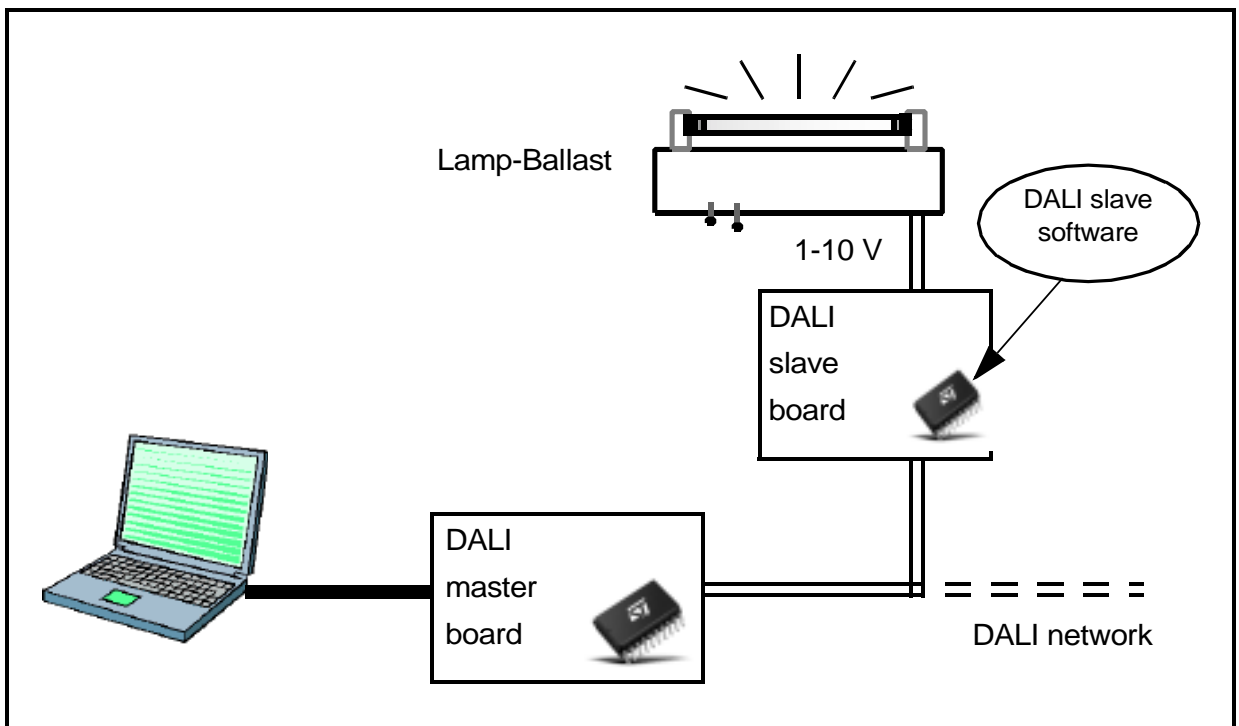 Lamp-Ballast
DALI slave
software
1-10 V
DALI
slave
board
DALI
master
board
DALI network